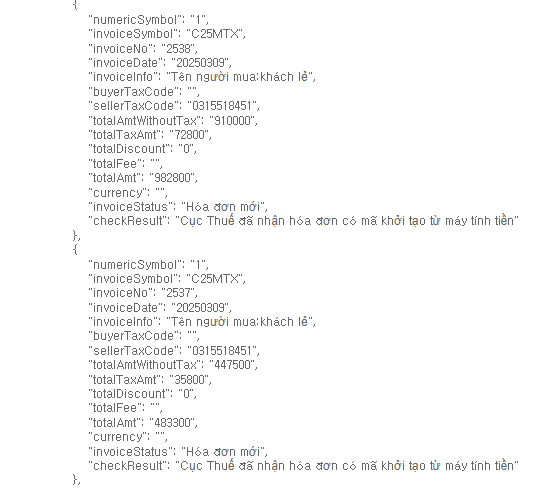 {
"numericSymbol": "1",
"invoiceSymbol": "C25MTX",
"invoiceNo": "2538",
"invoiceDate": "20250309",
"invoiceInfo": "Tên người mua:khách lẻ",
"buyerTaxCode": "",
"sellerTaxCode": "0315518451",
"totalAmtWithoutTax": "910000",
"totalTaxAmt": "72800",
"totalDiscount": "0",
"totalFee": "",
"totalAmt": "982800",
"currency": "",
"invoiceStatus": "Hóa đơn mới",
"checkResult": "Cục Thuế đã nhận hóa đơn có mã khởi tạo từ máy tính tiền"
},
{
"numericSymbol": "1",
"invoiceSymbol": "C25MTX",
"invoiceNo": "2537",
"invoiceDate": "20250309",
"invoiceInfo": "Tên người mua:khách lẻ",
"buyerTaxCode": "",
"sellerTaxCode": "0315518451",
"totalAmtWithoutTax": "447500",
"totalTaxAmt": "35800",
"totalDiscount": "0",
"totalFee": "",
"totalAmt": "483300",
"currency": "",
"invoiceStatus": "Hóa đơn mới",
"checkResult": "Cục Thuế đã nhận hóa đơn có mã khởi tạo từ máy tính tiền"
},